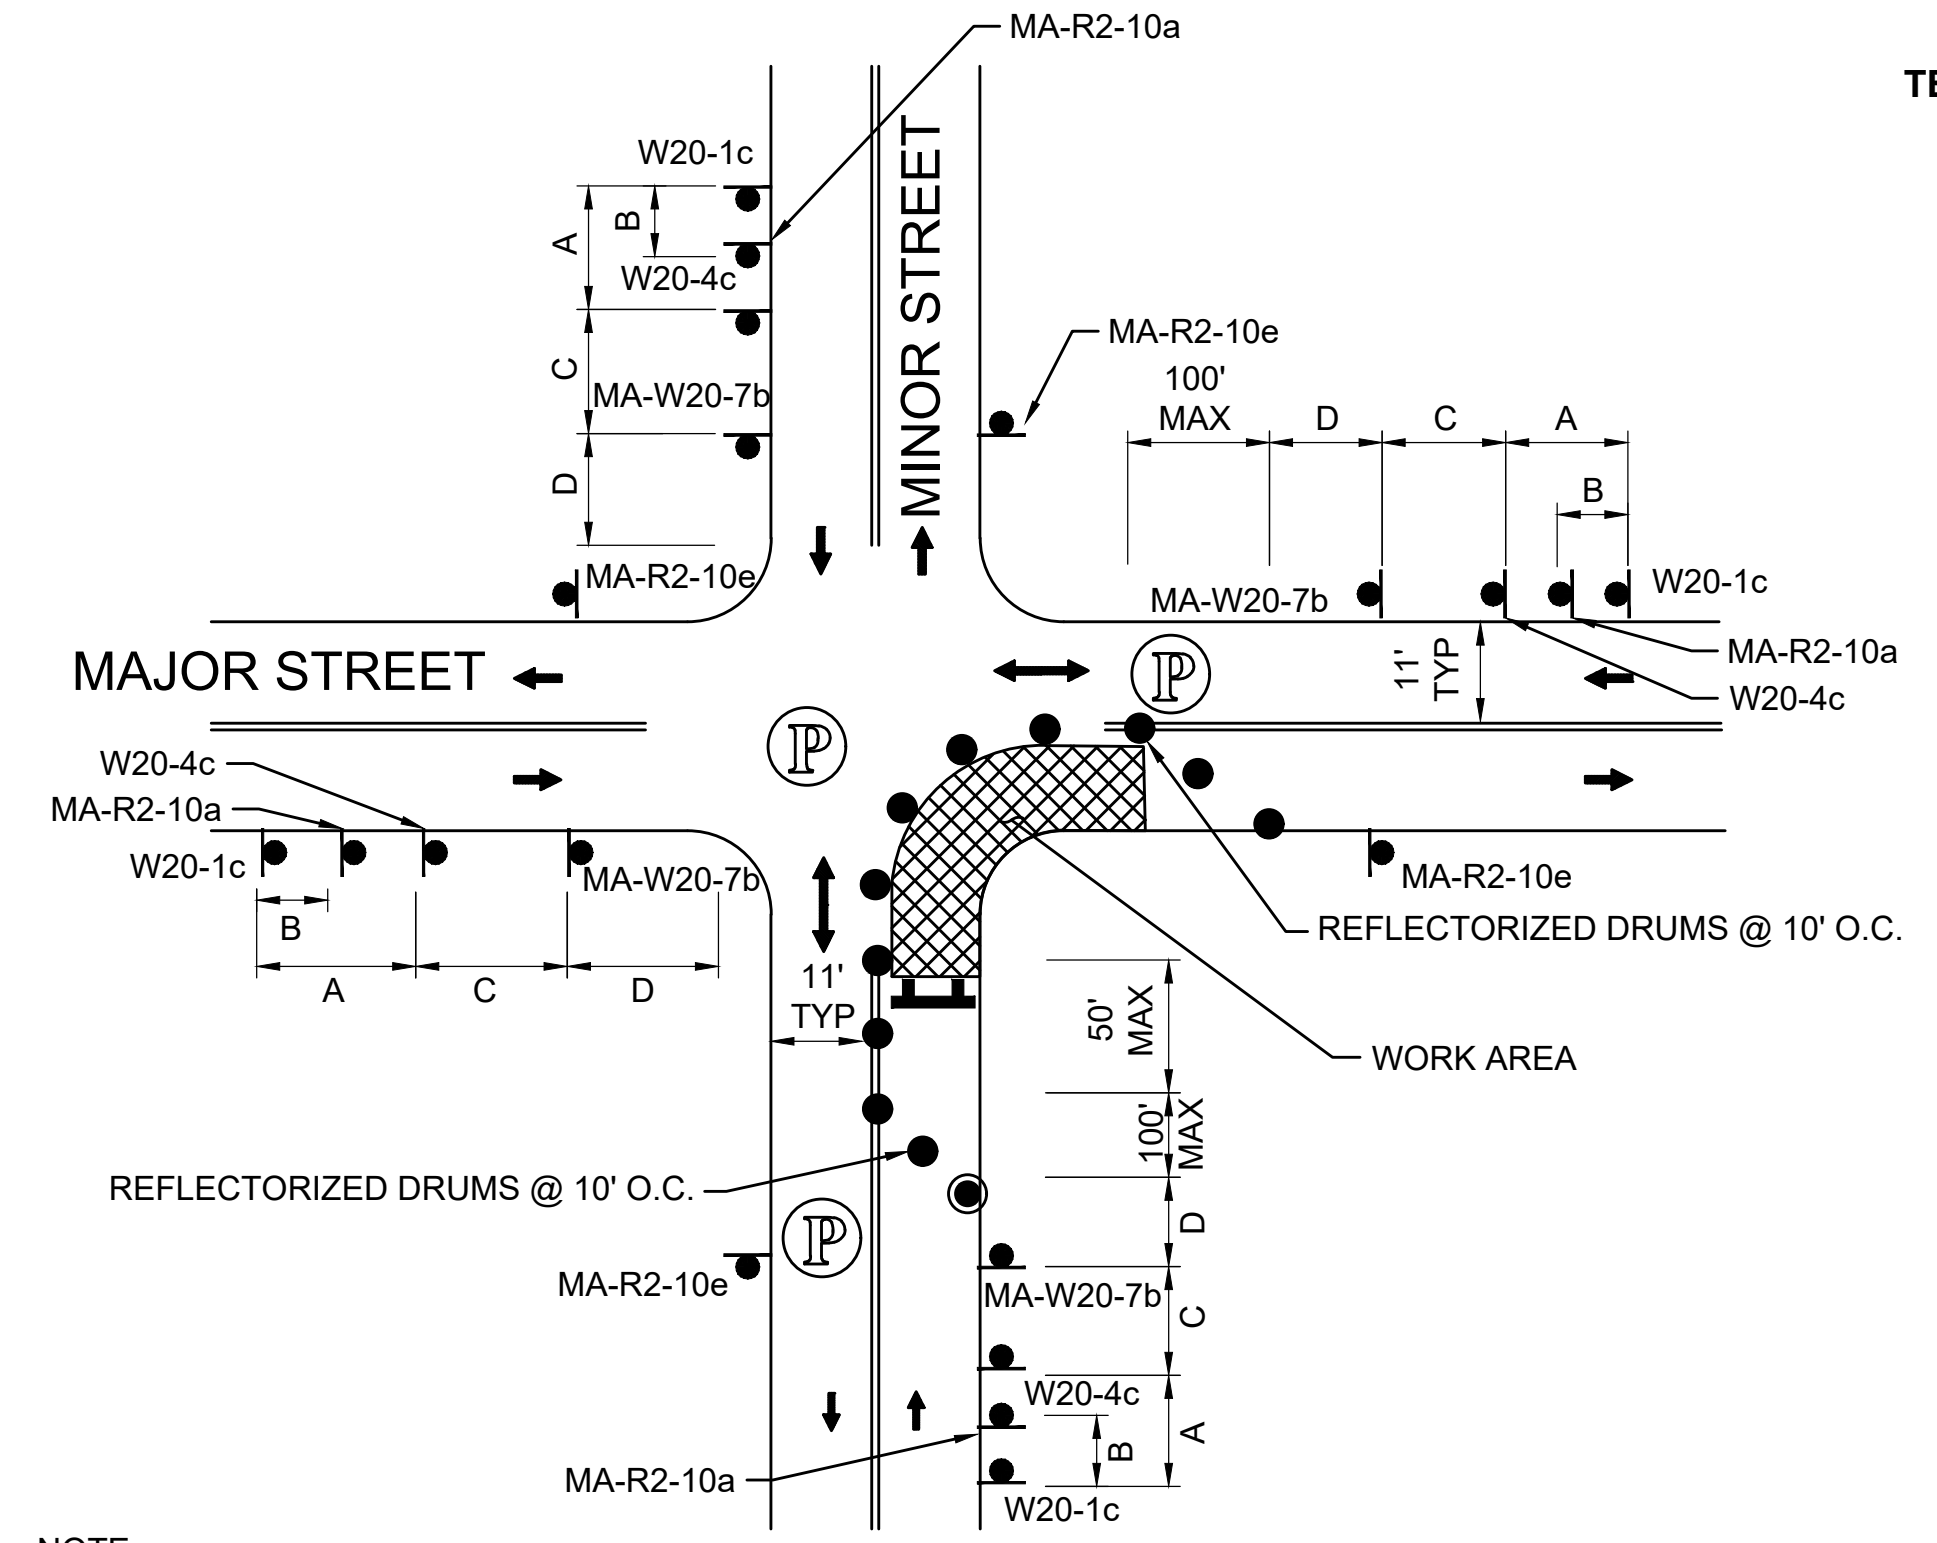 MA-R2-10a
TE
W20-1c
B
A
W20-4c
MINOR STREET
MA-R2-10e
100'
MAX
D
C
A
C
MA-W20-7b
B
D
MA-R2-10e
MA-W20-7b
W20-1c
MAJOR STREET
P
11'
TYP
MA-R2-10a
W20-4c
P
W20-4c
MA-R2-10a
W20-1c
MA-W20-7b
MA-R2-10e
B
REFLECTORIZED DRUMS @ 10' O.C.
A
C
D
11'
TYP
50'
MAX
WORK AREA
100'
MAX
REFLECTORIZED DRUMS @ 10' O.C.
P
D
MA-R2-10e
MA-W20-7b
C
W20-4c
A
B
MA-R2-10a
W20-1c
NOTE